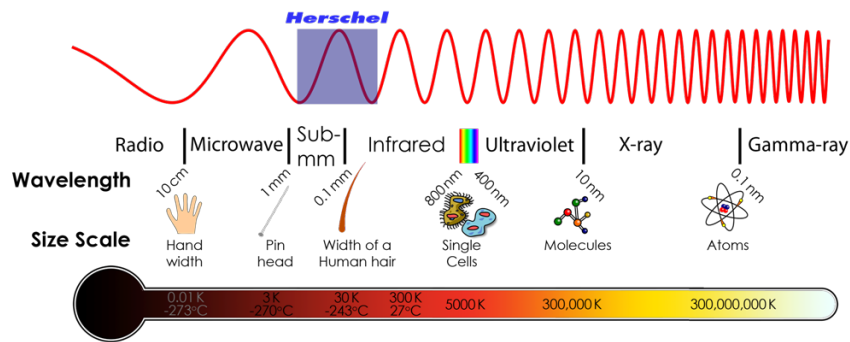 Herschel
Radio
Microwave
Sub-
mm
Infrared
Ultraviolet
X-ray
Gamma-ray
Wavelength
10cm
1mm
0.1mm
800nm
400nm
10nm
0.1nm
Size Scale
Hand
width
Pin
head
Width of a
Human hair
Single
Cells
Molecules
Atoms
0.01K
-273°C
3K
-270°C
30K
-243°C
300K
27°C
5000K
300,000K
300,000,000K